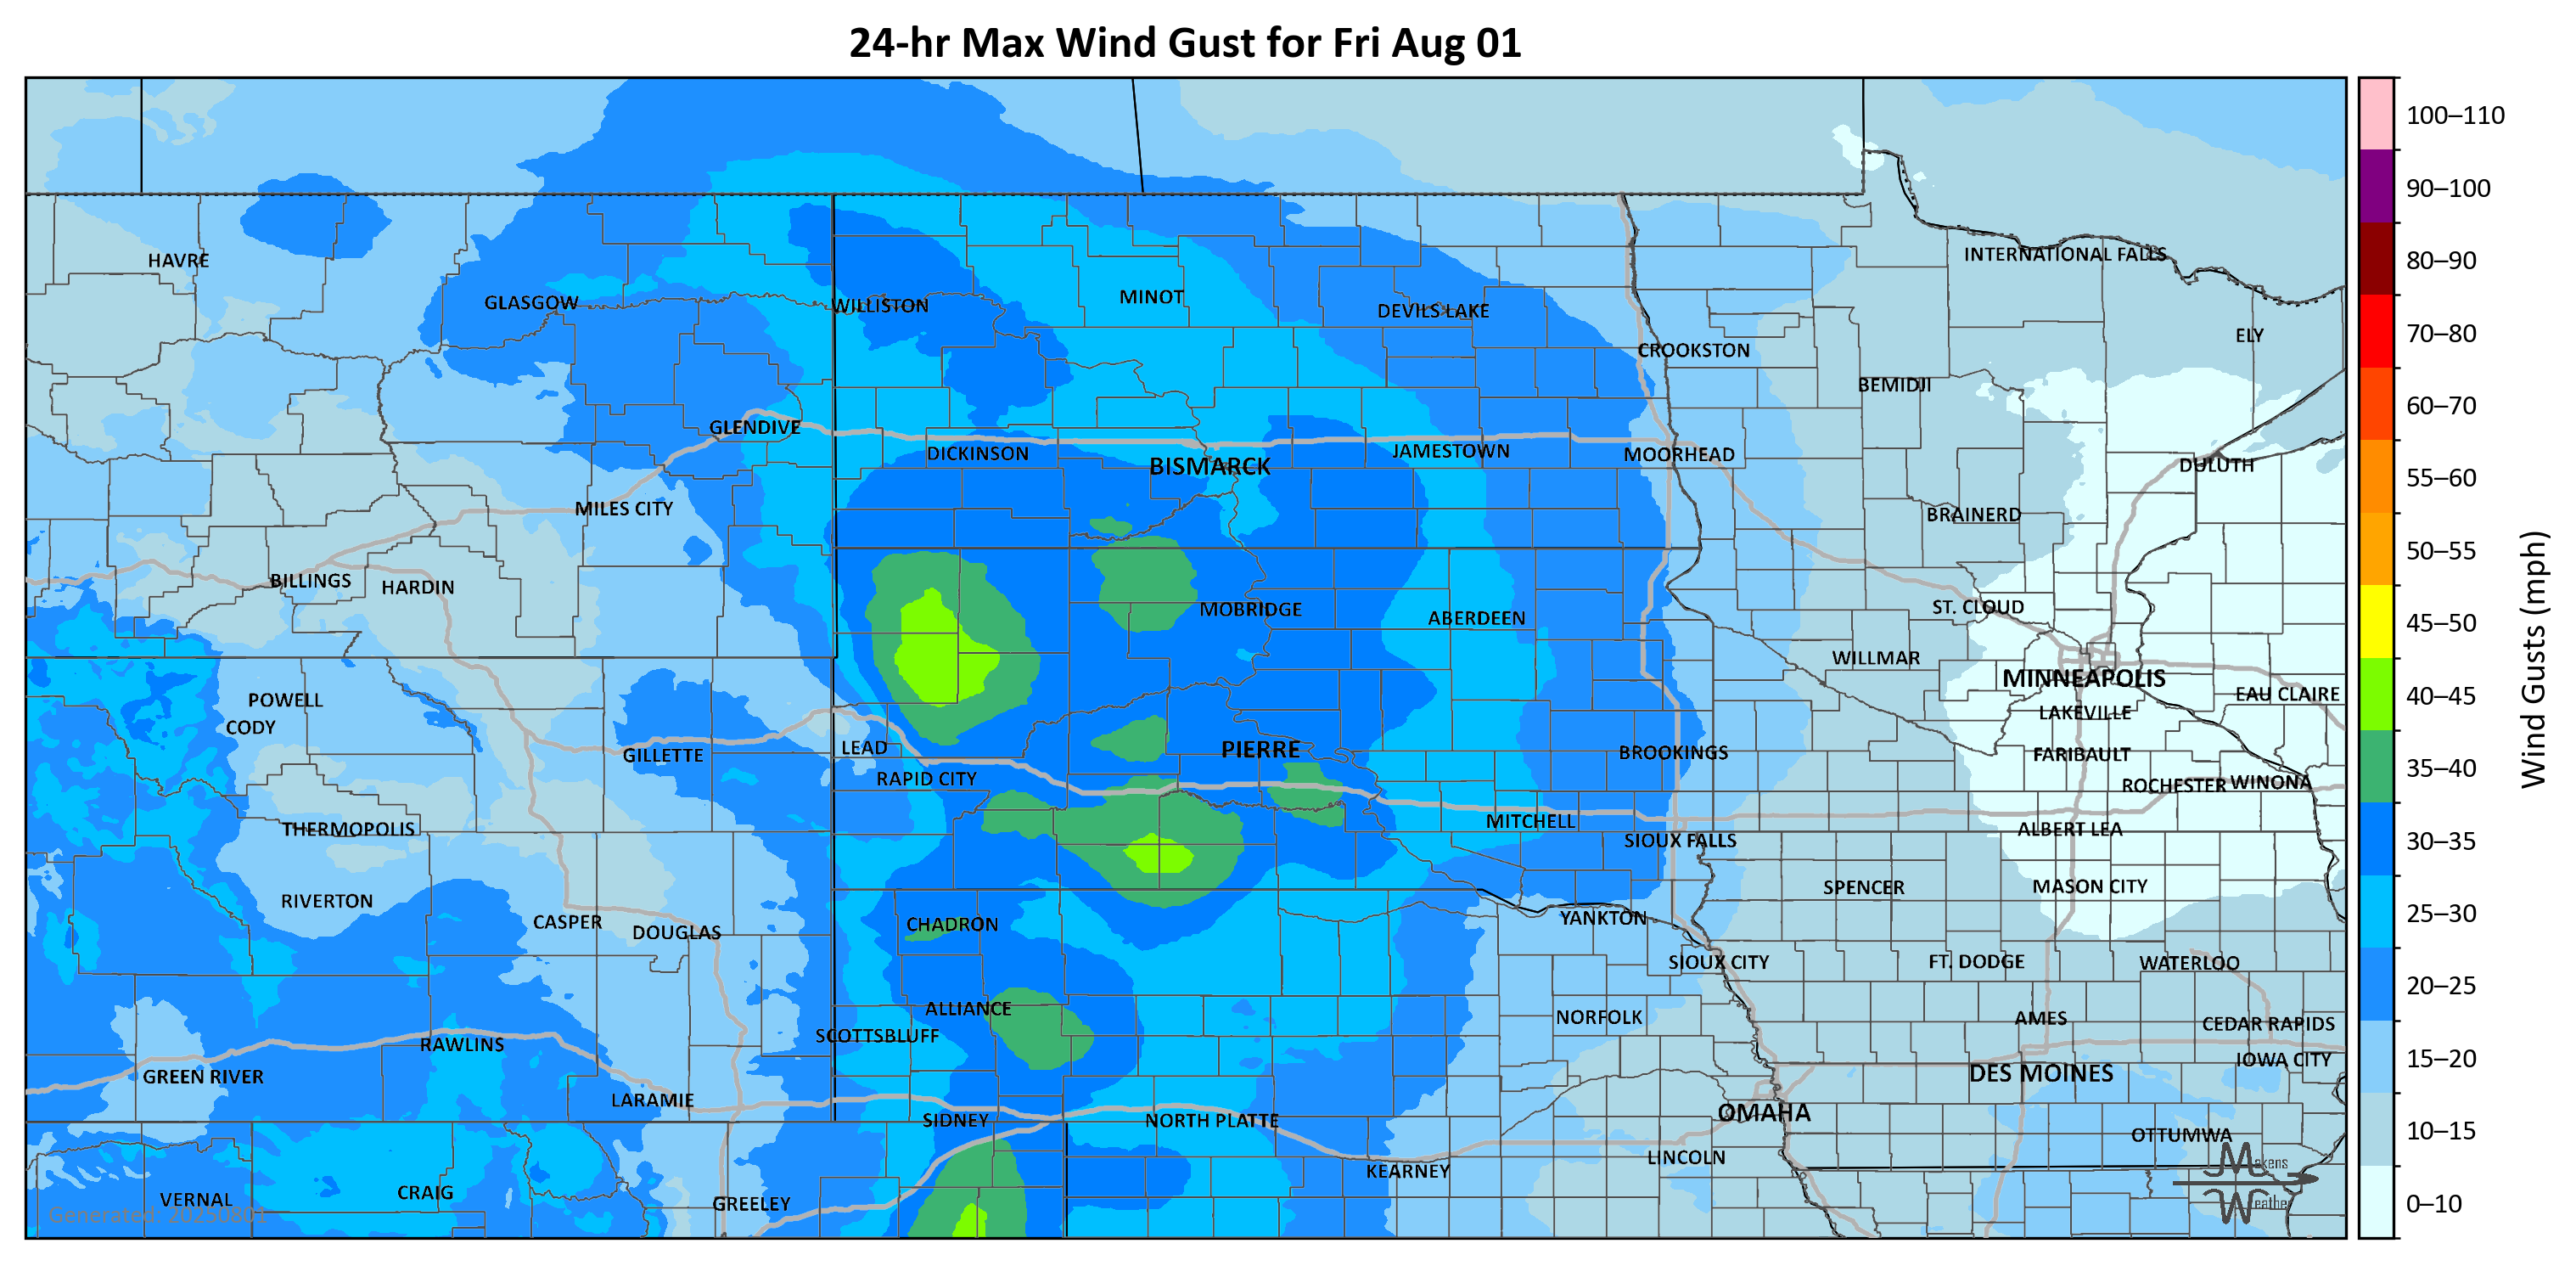 24-hr Max Wind Gust for Fri Aug 01
100–110
90–100
80–90
70–80
60–70
55–60
50–55
45–50
40–45
35–40
30–35
25–30
20–25
15–20
10–15
0–10
Wind Gusts (mph)
HAVRE
GLASGOW
WILLISTON
MINOT
DEVILS LAKE
INTERNATIONAL FALLS
ELY
CROOKSTON
BEMIDJI
GLENDIVE
DICKINSON
BISMARCK
JAMESTOWN
MOORHEAD
DULUTH
MILES CITY
BRAINERD
BILLINGS
HARDIN
MOBRIDGE
ABERDEEN
ST. CLOUD
WILLMAR
MINNEAPOLIS
EAU CLAIRE
POWELL
CODY
LAKEVILLE
GILLETTE
LEAD
PIERRE
BROOKINGS
FARIBAULT
RAPID CITY
ROCHESTER
WINONA
THERMOPOLIS
MITCHELL
ALBERT LEA
SIOUX FALLS
RIVERTON
SPENCER
MASON CITY
CASPER
DOUGLAS
CHADRON
YANKTON
SIOUX CITY
FT. DODGE
WATERLOO
ALLIANCE
NORFOLK
AMES
CEDAR RAPIDS
SCOTTSBLUFF
RAWLINS
IOWA CITY
GREEN RIVER
DES MOINES
LARAMIE
SIDNEY
NORTH PLATTE
OMAHA
OTTUMWA
LINCOLN
KEARNEY
VERNAL
CRAIG
GREELEY
Generated: 20250801
Makens
Weather